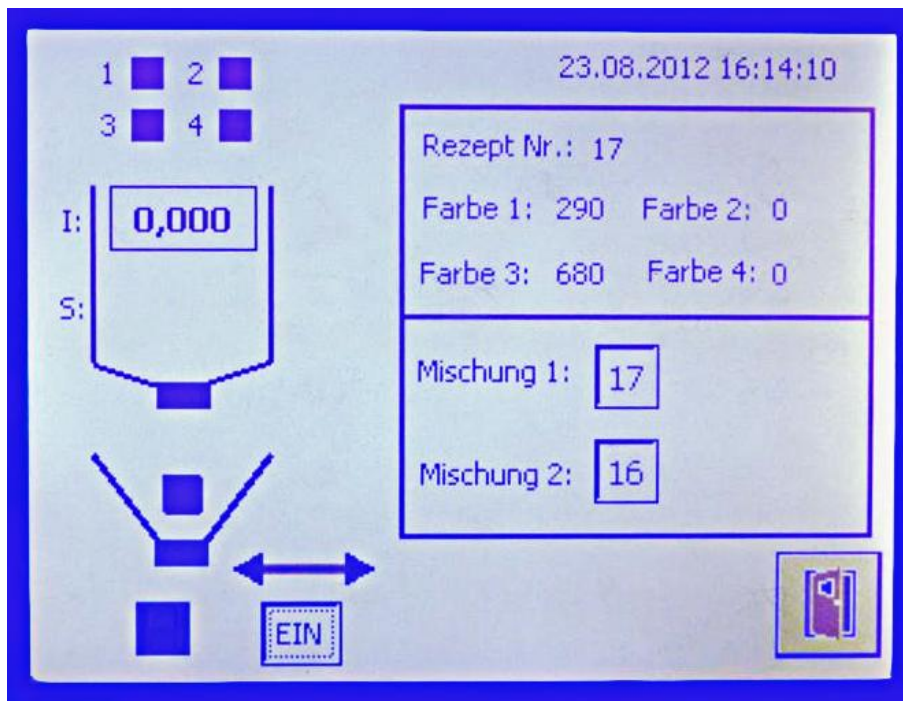 1 2
3 4
23.08.2012 16:14:10
I: 0,000
S:
Rezept Nr.: 17
Farbe 1: 290 Farbe 2: 0
Farbe 3: 680 Farbe 4: 0
Mischung 1: 17
Mischung 2: 16
EIN